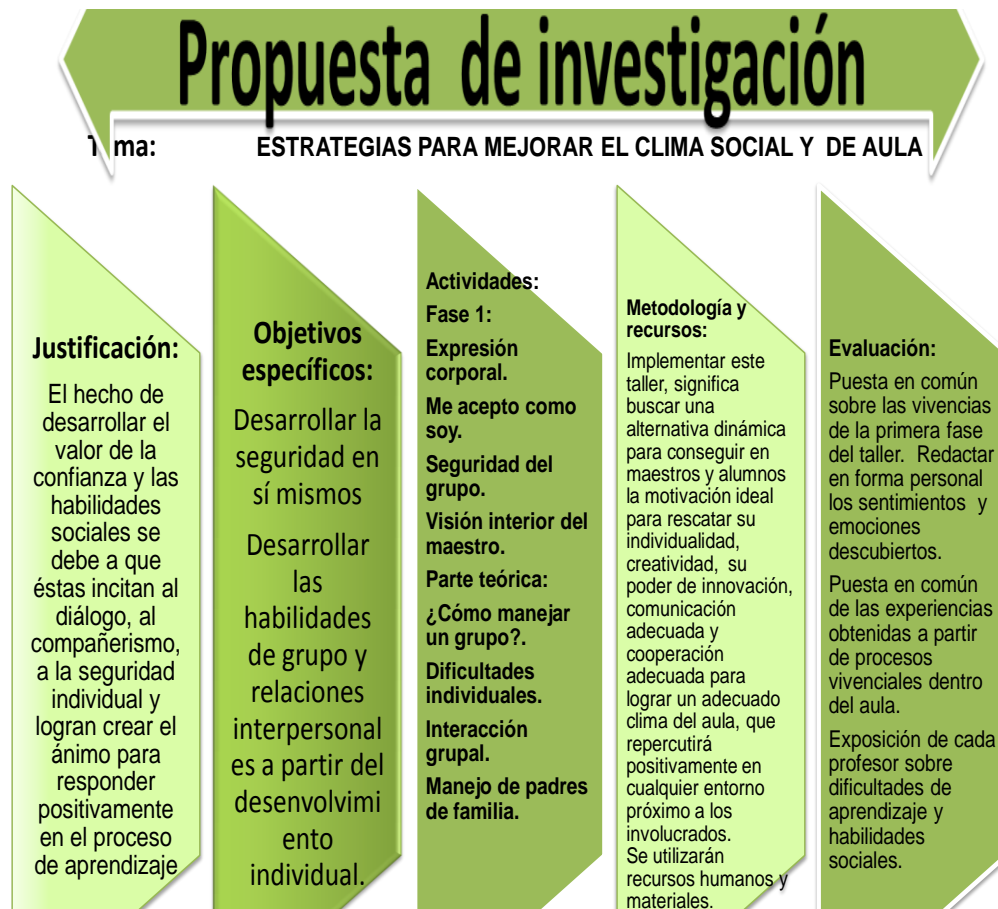 Propuesta de investigación
Tema: ESTRATEGIAS PARA MEJORAR EL CLIMA SOCIAL Y DE AULA
Justificación:
El hecho de
desarrollar el
valor de la
confianza y las
habilidades
sociales se
debe a que
éstas incitan al
diálogo, al
compañerismo,
a la seguridad
individual y
logran crear el
ánimo para
responder
positivamente
en el proceso
de aprendizaje
Objetivos
específicos:
Desarrollar la
seguridad en
sí mismos
Desarrollar
las
habilidades
de grupo y
relaciones
interpersonal
es a partir del
desenvolvimi
ento
individual.
Actividades:
Fase 1:
Expresión
corporal.
Me acepto como
soy.
Seguridad del
grupo.
Visión interior del
maestro.
Parte teórica:
¿Cómo manejar
un grupo?.
Dificultades
individuales.
Interacción
grupal.
Manejo de padres
de familia.
Metodología y
recursos:
Implementar este
taller, significa
buscar una
alternativa dinámica
para conseguir en
maestros y alumnos
la motivación ideal
para rescatar su
individualidad,
creatividad, su
poder de innovación,
comunicación
adecuada y
cooperación
adecuada para
lograr un adecuado
clima del aula, que
repercutirá
positivamente en
cualquier entorno
próximo a los
involucrados.
Se utilizarán
recursos humanos y
materiales.
Evaluación:
Puesta en común
sobre las vivencias
de la primera fase
del taller. Redactar
en forma personal
los sentimientos y
emociones
descubiertos.
Puesta en común
de las experiencias
obtenidas a partir
de procesos
vivenciales dentro
del aula.
Exposición de cada
profesor sobre
dificultades de
aprendizaje y
habilidades
sociales.